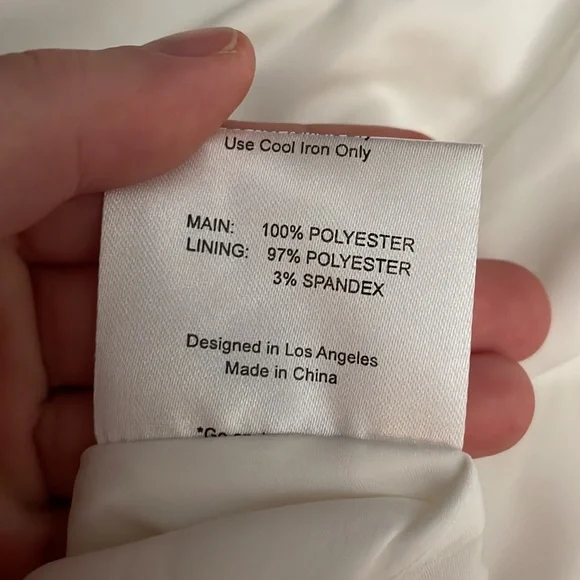 Use Cool Iron Only
MAIN: 100% POLYESTER
LINING: 97% POLYESTER
3% SPANDEX
Designed in Los Angeles
Made in China